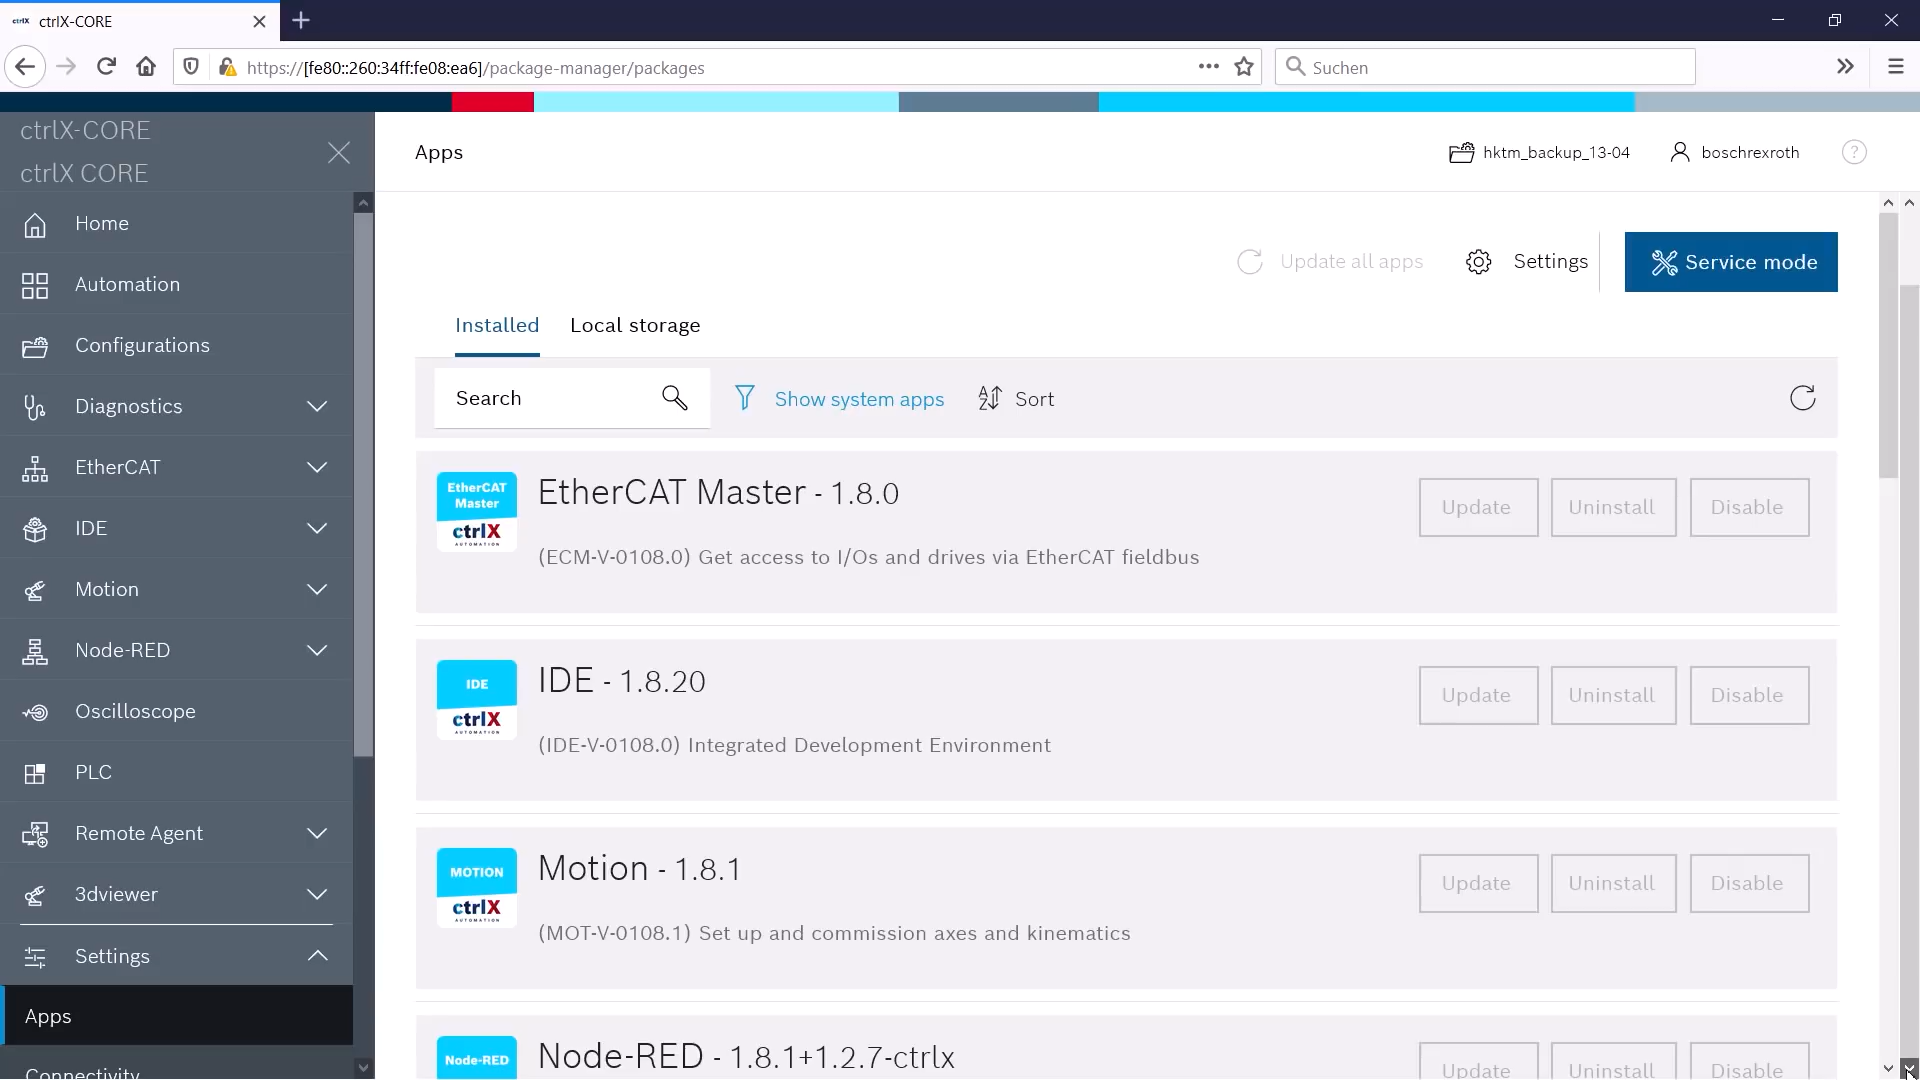 ctrlX-CORE
https://[fe80::260:34ff:fe08:ea6]/package-manager/packages
Suchen
ctrlX-CORE
ctrlX CORE
Apps
hktm_backup_13-04
boschrexroth
?
Home
Automation
Configurations
Diagnostics
EtherCAT
IDE
Motion
Node-RED
Oscilloscope
PLC
Remote Agent
3dviewer
Settings
Apps
Connectivity
Update all apps
Settings
Service mode
Installed
Local storage
Search
Show system apps
Sort
EtherCAT
Master
ctrlX
AUTOMATION
EtherCAT Master - 1.8.0
(ECM-V-0108.0) Get access to I/Os and drives via EtherCAT fieldbus
Update
Uninstall
Disable
IDE
ctrlX
AUTOMATION
IDE - 1.8.20
(IDE-V-0108.0) Integrated Development Environment
Update
Uninstall
Disable
MOTION
ctrlX
AUTOMATION
Motion - 1.8.1
(MOT-V-0108.1) Set up and commission axes and kinematics
Update
Uninstall
Disable
Node-RED
Node-RED - 1.8.1+1.2.7-ctrlx
Update
Uninstall
Disable